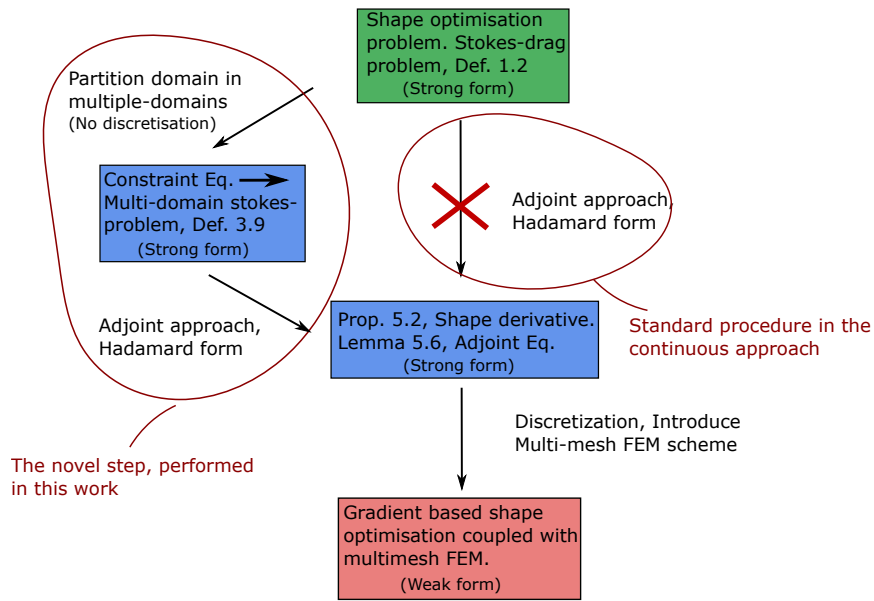 Shape optimisation
problem. Stokes-drag
problem, Def. 1.2
(Strong form)
Partition domain in
multiple-domains
(No discretisation)
Constraint Eq.
Multi-domain stokes-
problem, Def. 3.9
(Strong form)
Adjoint approach,
Hadamard form
Adjoint approach,
Hadamard form
Prop. 5.2, Shape derivative.
Lemma 5.6, Adjoint Eq.
(Strong form)
Standard procedure in the
continuous approach
Discretization, Introduce
Multi-mesh FEM scheme
The novel step, performed
in this work
Gradient based shape
optimisation coupled with
multimesh FEM.
(Weak form)